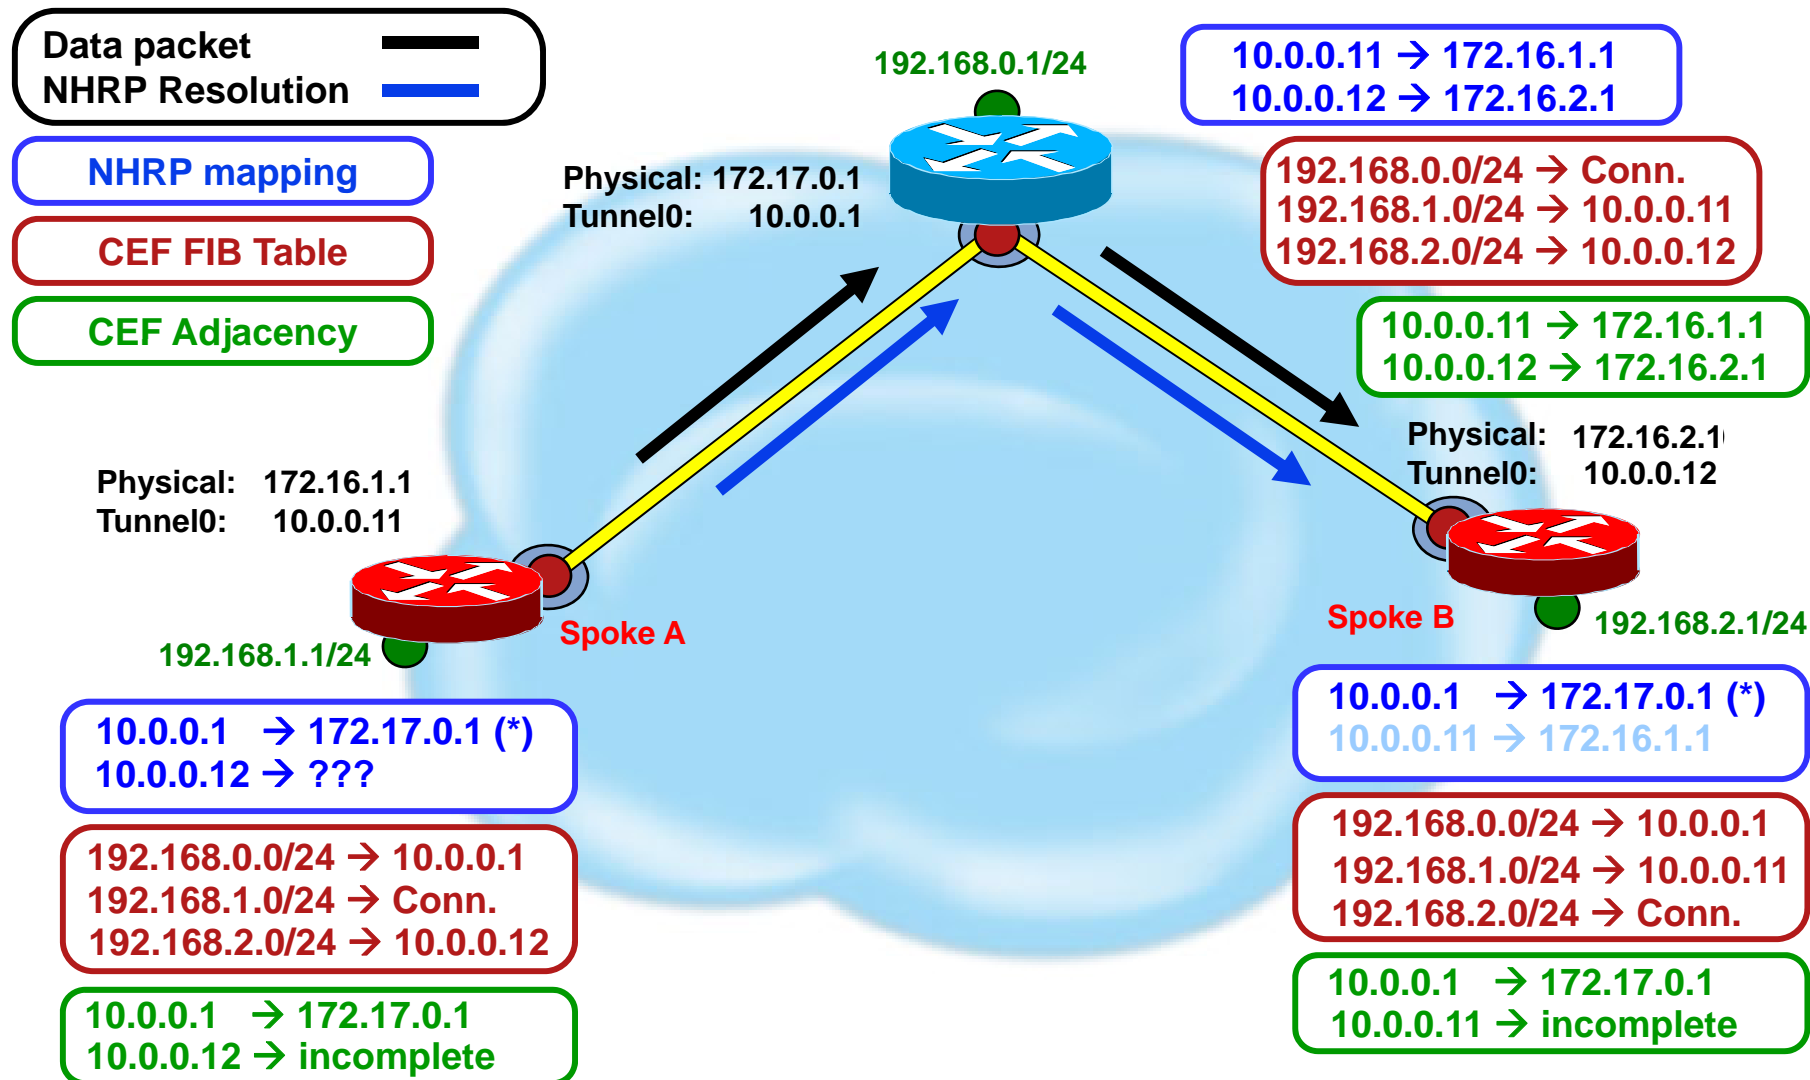 Data packet
NHRP Resolution
NHRP mapping
CEF FIB Table
CEF Adjacency
192.168.0.1/24
Physical: 172.17.0.1
Tunnel0: 10.0.0.1
10.0.0.11 → 172.16.1.1
10.0.0.12 → 172.16.2.1
192.168.0.0/24 → Conn.
192.168.1.0/24 → 10.0.0.11
192.168.2.0/24 → 10.0.0.12
10.0.0.11 → 172.16.1.1
10.0.0.12 → 172.16.2.1
Physical: 172.16.1.1
Tunnel0: 10.0.0.11
Spoke A
192.168.1.1/24
10.0.0.1 → 172.17.0.1 (*)
10.0.0.12 → ???
192.168.0.0/24 → 10.0.0.1
192.168.1.0/24 → Conn.
192.168.2.0/24 → 10.0.0.12
10.0.0.1 → 172.17.0.1
10.0.0.12 → incomplete
Physical: 172.16.2.1
Tunnel0: 10.0.0.12
Spoke B
192.168.2.1/24
10.0.0.1 → 172.17.0.1 (*)
10.0.0.11 → 172.16.1.1
192.168.0.0/24 → 10.0.0.1
192.168.1.0/24 → 10.0.0.11
192.168.2.0/24 → Conn.
10.0.0.1 → 172.17.0.1
10.0.0.11 → incomplete